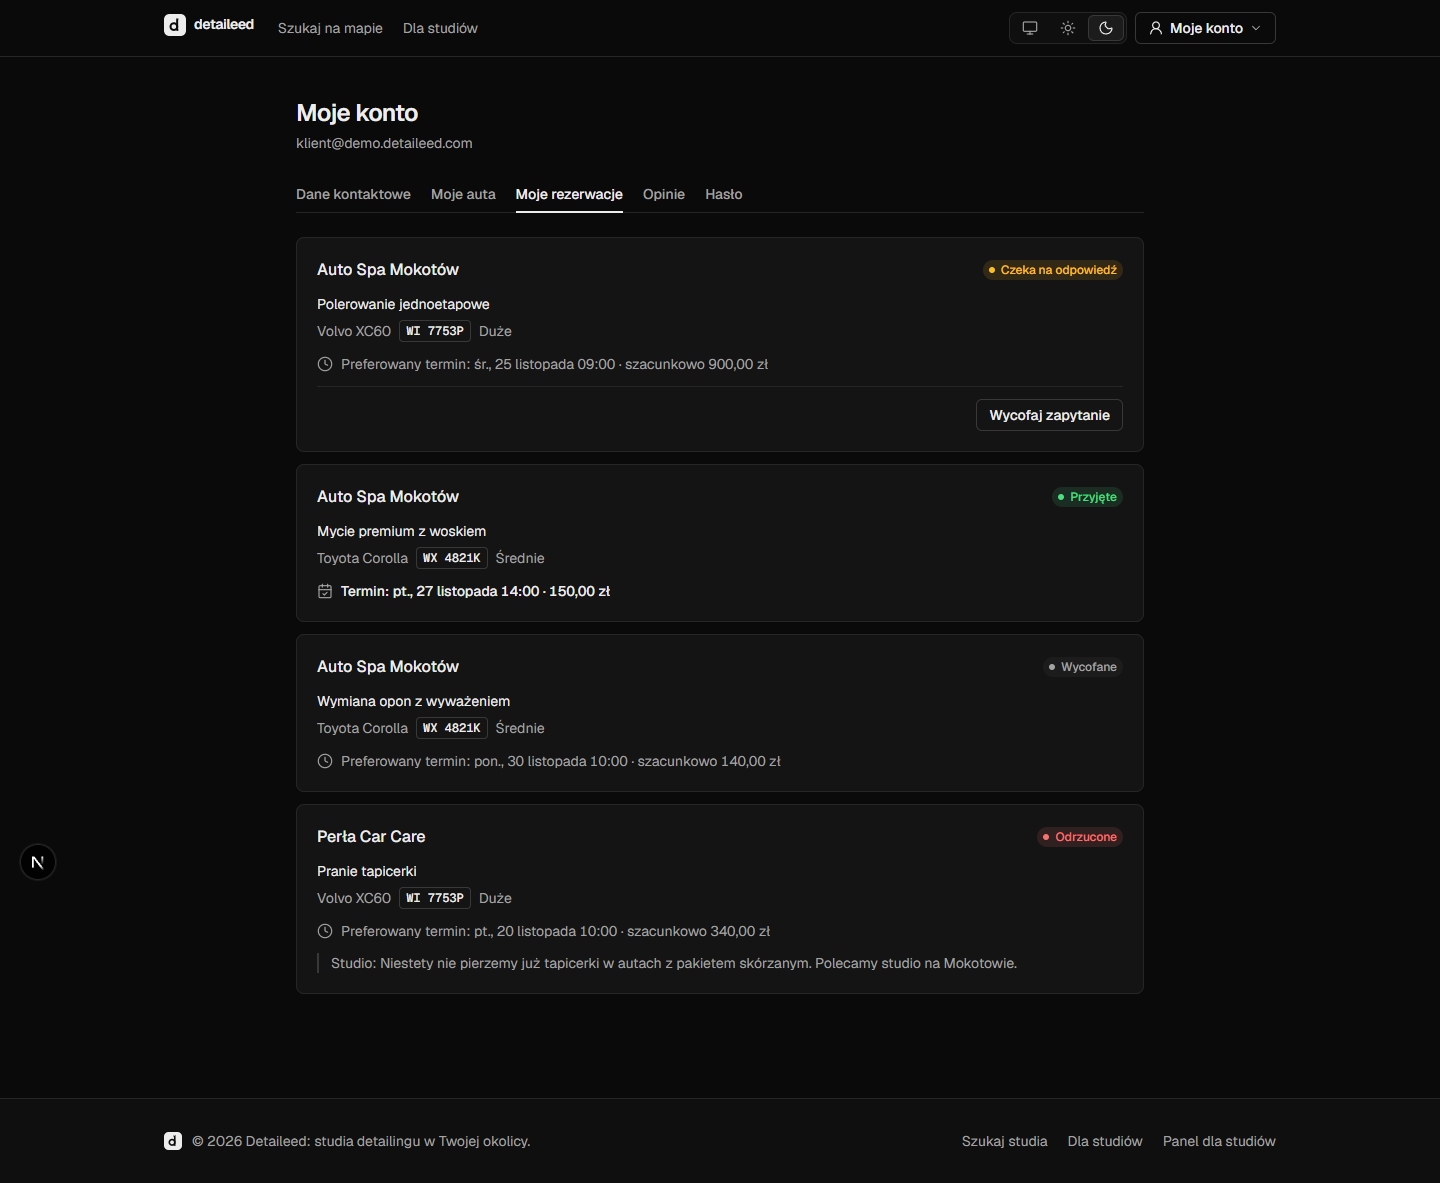 detaileed
Szukaj na mapie
Dla studiów
Moje konto
Moje konto
klient@demo.detaileed.com
Dane kontaktowe
Moje auta
Moje rezerwacje
Opinie
Hasło
Auto Spa Mokotów
Czeka na odpowiedź
Polerowanie jednoetapowe
Volvo XC60 WI 7753P Duże
Preferowany termin: śr., 25 listopada 09:00 · szacunkowo 900,00 zł
Wycofaj zapytanie
Auto Spa Mokotów
Przyjęte
Mycie premium z woskiem
Toyota Corolla WX 4821K Średnie
Termin: pt., 27 listopada 14:00 · 150,00 zł
Auto Spa Mokotów
Wycofane
Wymiana opon z wyważeniem
Toyota Corolla WX 4821K Średnie
Preferowany termin: pon., 30 listopada 10:00 · szacunkowo 140,00 zł
Perła Car Care
Odrzucone
Pranie tapicerki
Volvo XC60 WI 7753P Duże
Preferowany termin: pt., 20 listopada 10:00 · szacunkowo 340,00 zł
Studio: Niestety nie pierzemy już tapicerki w autach z pakietem skórzanym. Polecamy studio na Mokotowie.
N
d © 2026 Detaileed: studia detailingu w Twojej okolicy.
Szukaj studia
Dla studiów
Panel dla studiów